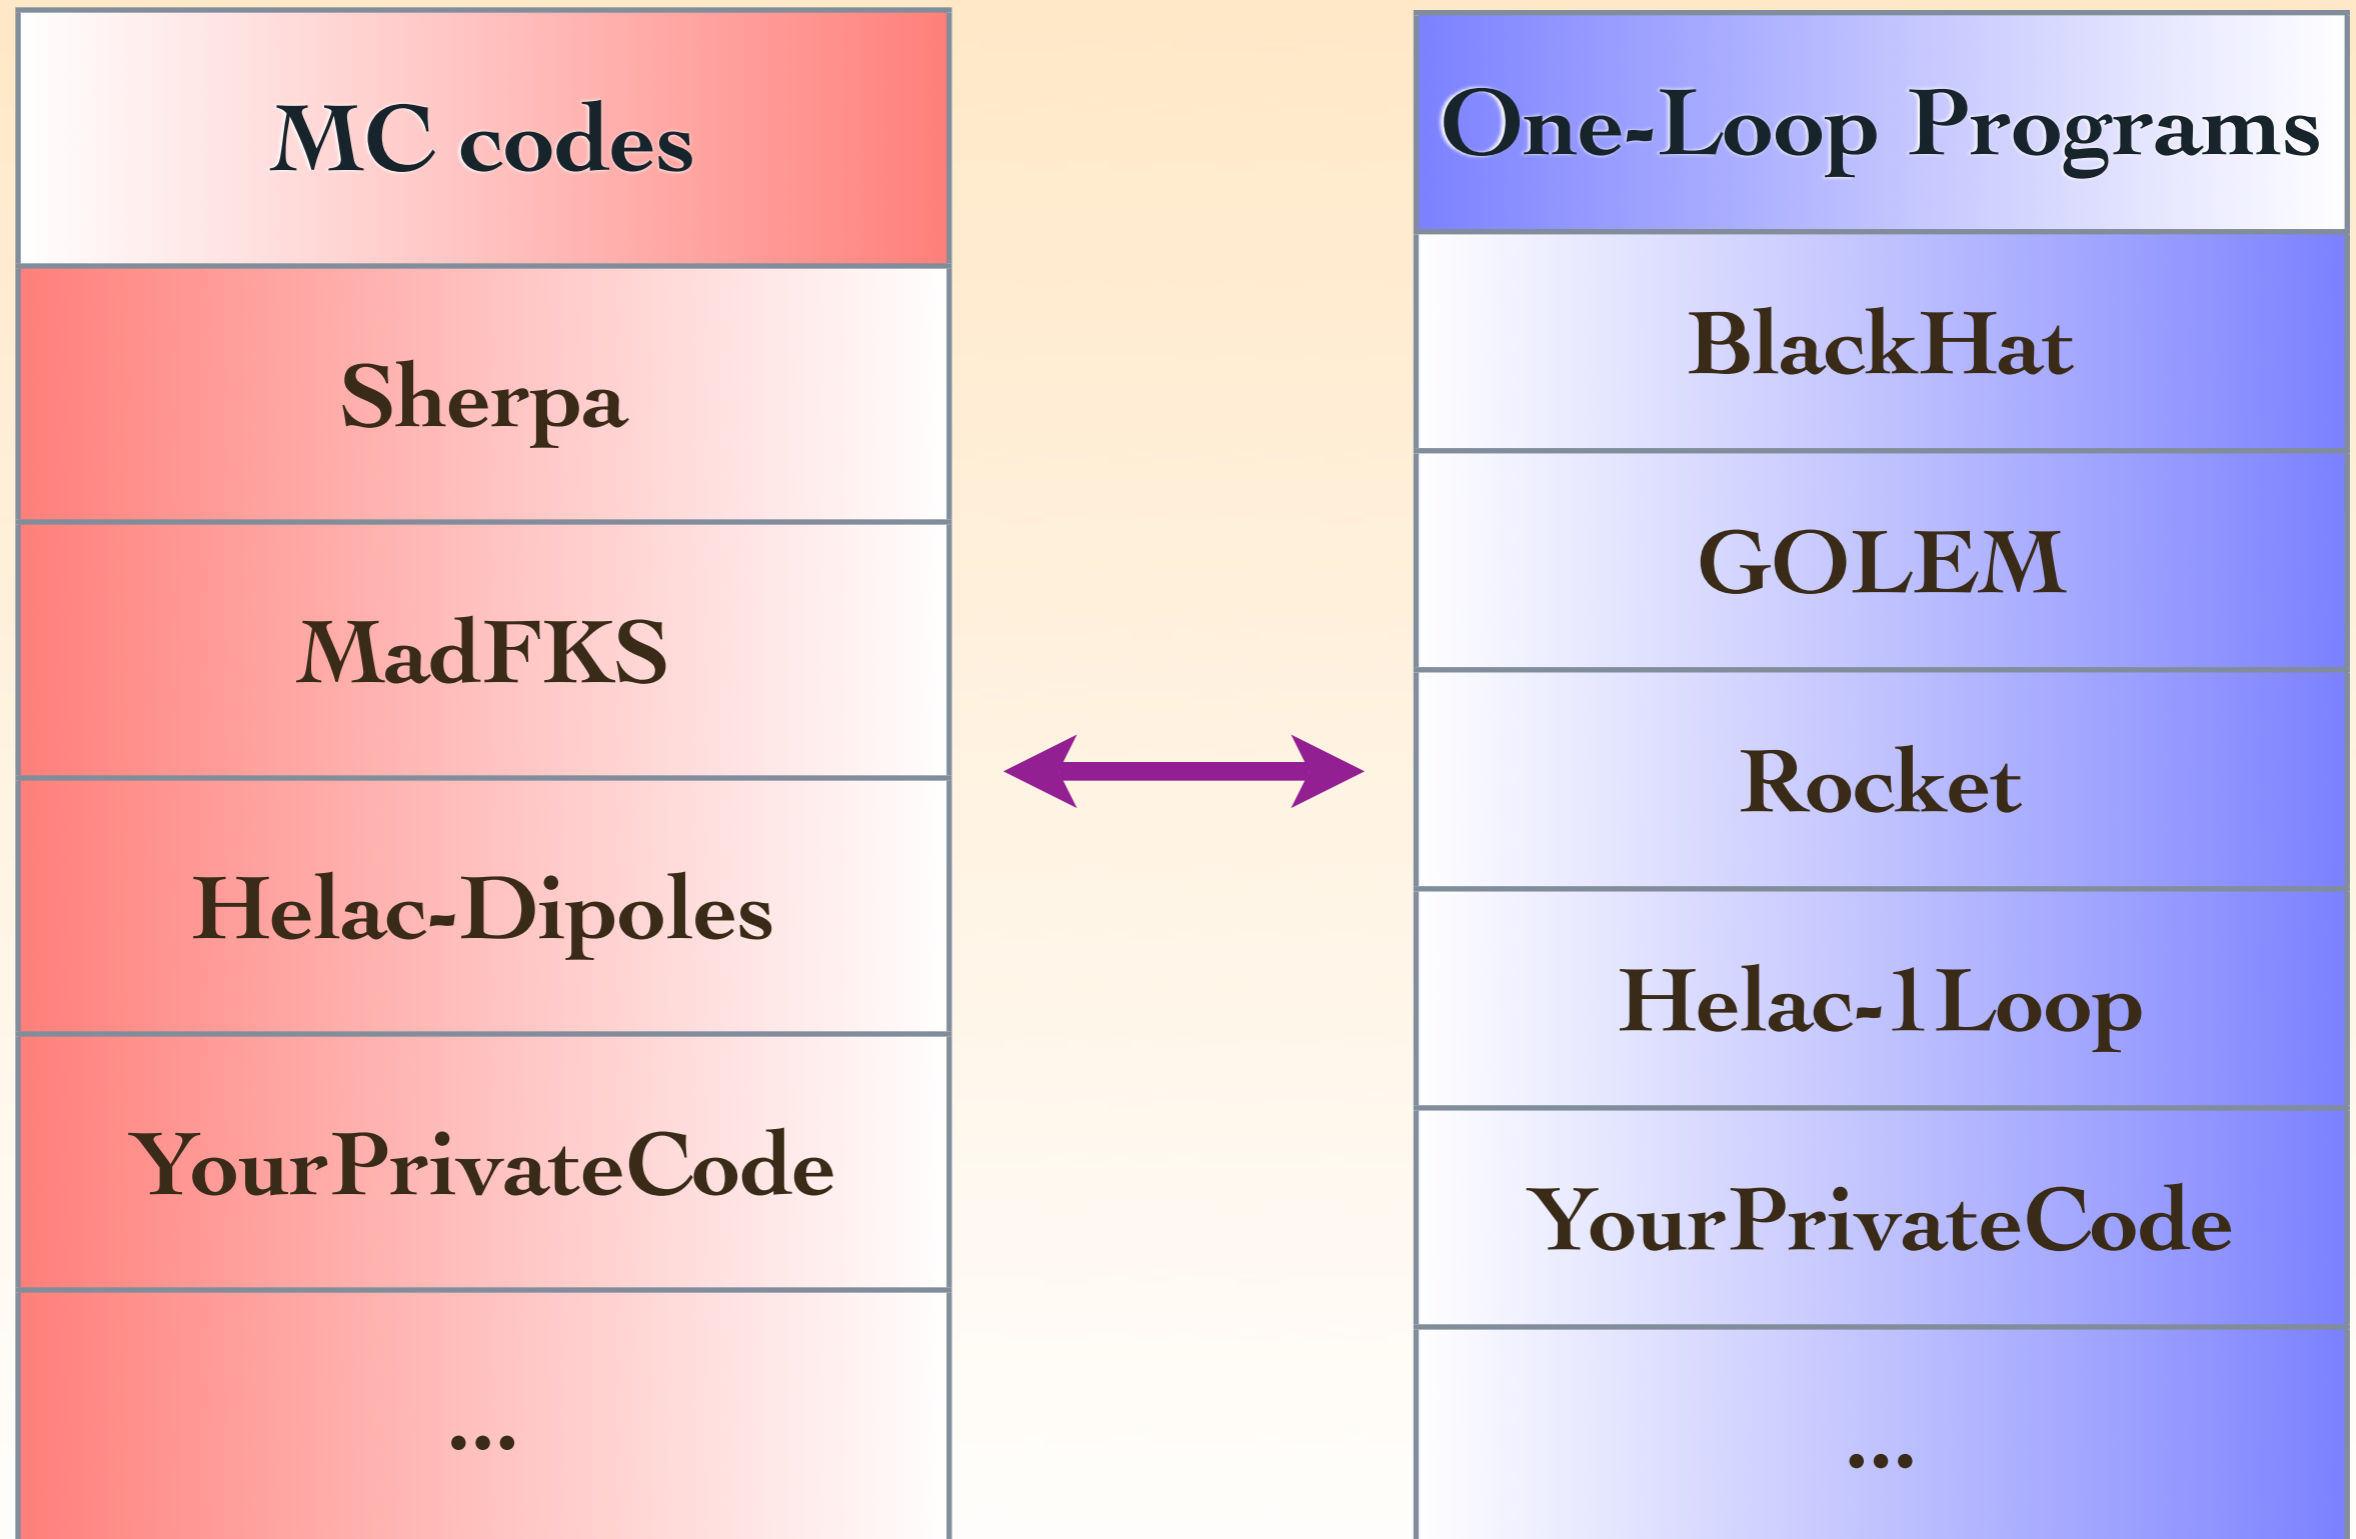 MC codes
Sherpa
MadFKS
Helac-Dipoles
YourPrivateCode
...
One-Loop Programs
BlackHat
GOLEM
Rocket
Helac-1Loop
YourPrivateCode
...